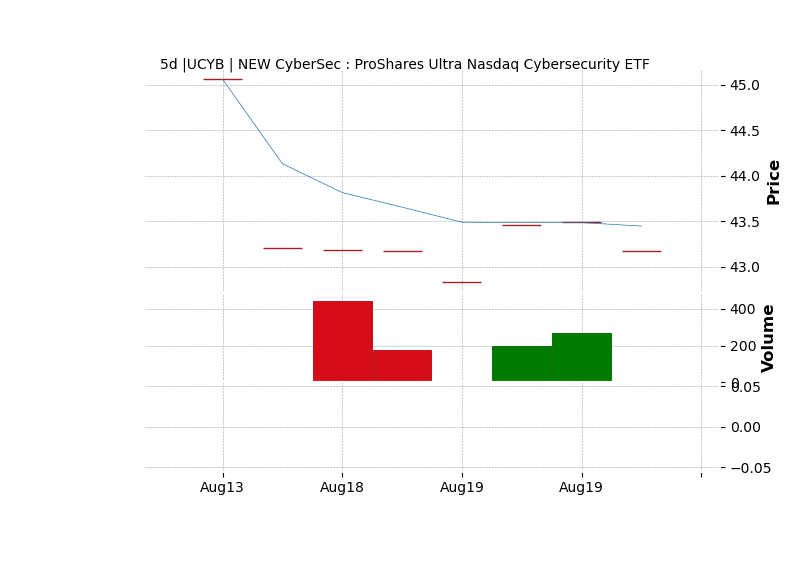 5d |UCYB | NEW CyberSec : ProShares Ultra Nasdaq Cybersecurity ETF
45.0
44.5
44.0
43.5
43.0
Price
400
200
0
Volume
0.05
0.00
−0.05
Aug13 Aug18 Aug19 Aug19